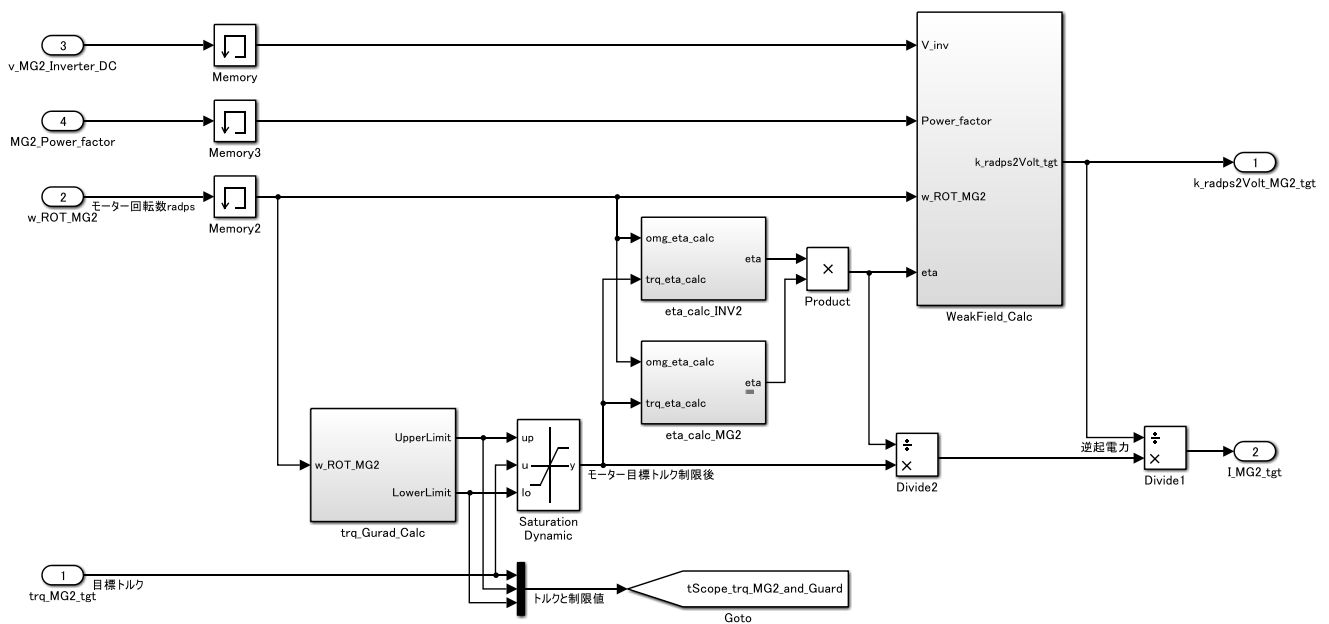 3
v_MG2_Inverter_DC
Memory
V_inv
4
MG2_Power_factor
Memory3
Power_factor
k_radps2Volt_tgt
1
k_radps2Volt_MG2_tgt
2
w_ROT_MG2
モーター回転数radps
Memory2
w_ROT_MG2
omg_eta_calc
eta
trq_eta_calc
eta_calc_INV2
×
Product
eta
WeakField_Calc
omg_eta_calc
eta
trq_eta_calc
eta_calc_MG2
UpperLimit
w_ROT_MG2
LowerLimit
trq_Gurad_Calc
up
u
y
lo
Saturation
Dynamic
モーター目標トルク制限後
÷
×
Divide2
逆起電力
÷
×
Divide1
2
I_MG2_tgt
1
trq_MG2_tgt
目標トルク
トルクと制限値
tScope_trq_MG2_and_Guard
Goto